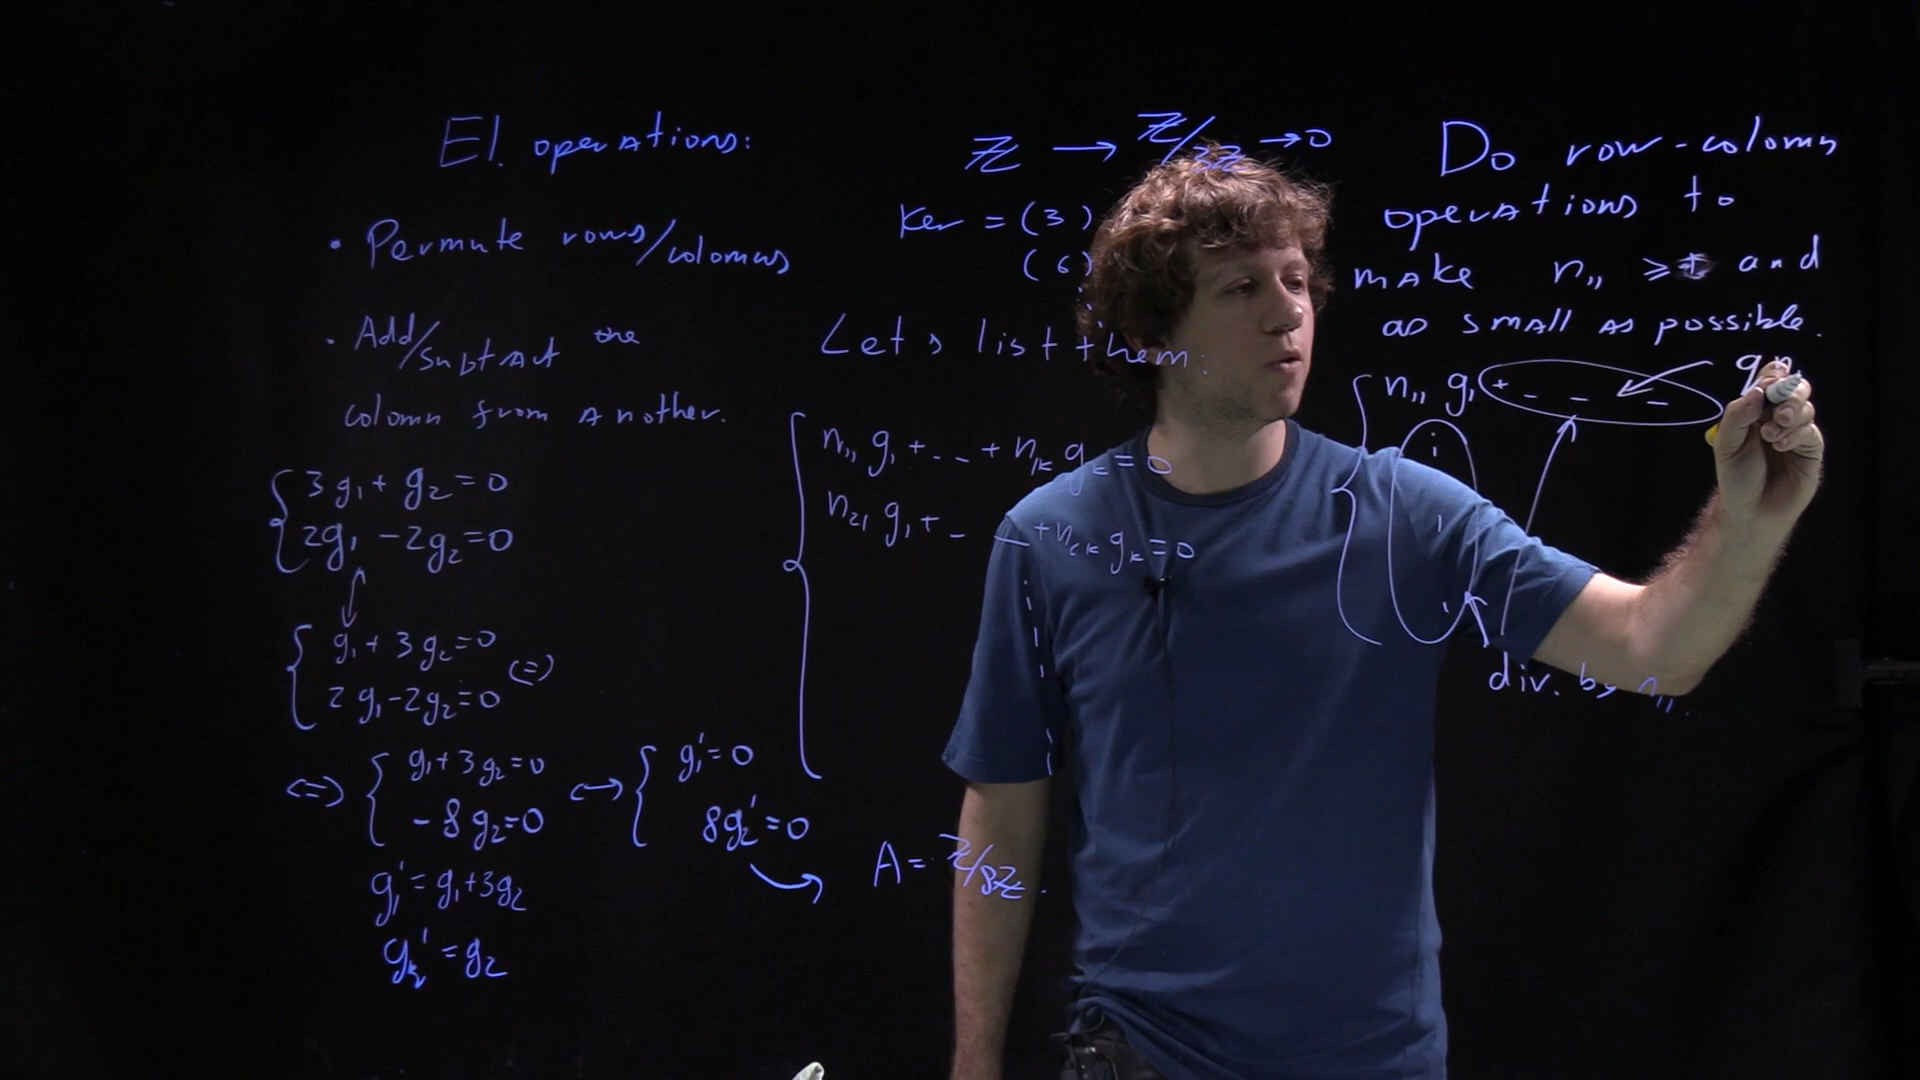 El. operations:
• Permute rows/colomns
• Add/subtract the
colomn from another.
{ 3g₁ + g₂ = 0
2g₁ - 2g₂ = 0
↕
{ g₁ + 3g₂ = 0
2g₁ - 2g₂ = 0 (=)
(=) { g₁ + 3g₂ = 0
- 8g₂ = 0
↔ { g₁' = 0
8g₂' = 0
g₁' = g₁ + 3g₂
g₂' = g₂
A = ℤ/8ℤ.
ℤ → ℤ/3ℤ → 0
Ker = (3)
(6)
Let's list them:
{ n₁₁ g₁ + - - + n₁ₖ gₖ = 0
n₂₁ g₁ + - — + n₂ₖ gₖ = 0
Do row-colomn
operations to
make n₁₁ ≥ and
as small as possible.
{ n₁₁ g₁ + - - -
div. by n₁₁.